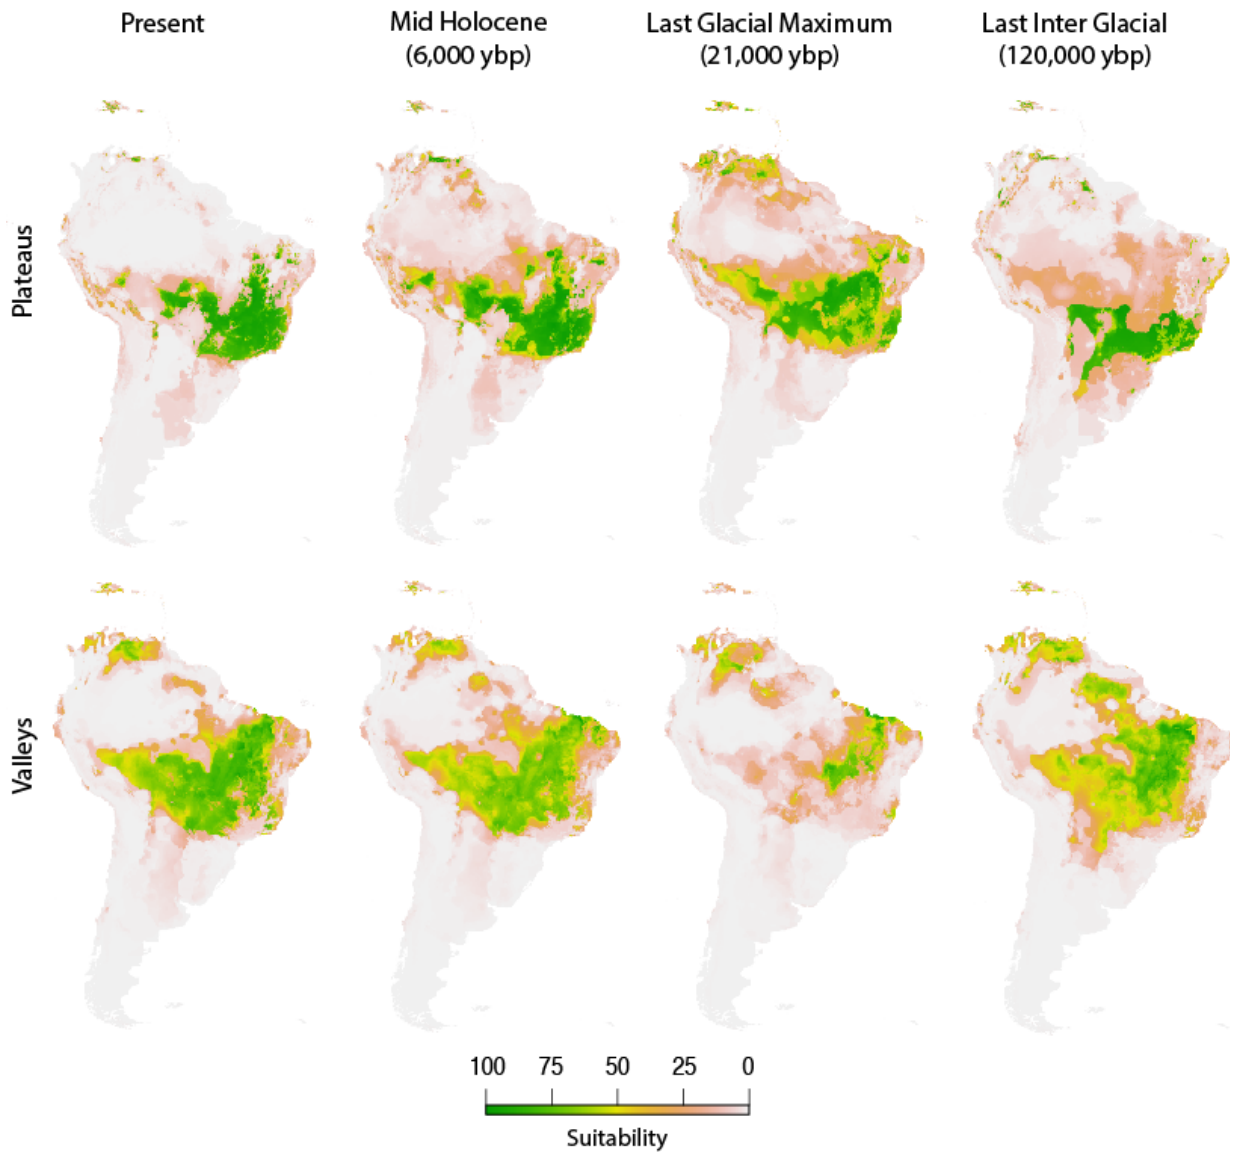 Present
Mid Holocene
(6,000 ybp)
Last Glacial Maximum
(21,000 ybp)
Last Inter Glacial
(120,000 ybp)
Plateaus
Valleys
100 75 50 25 0
Suitability